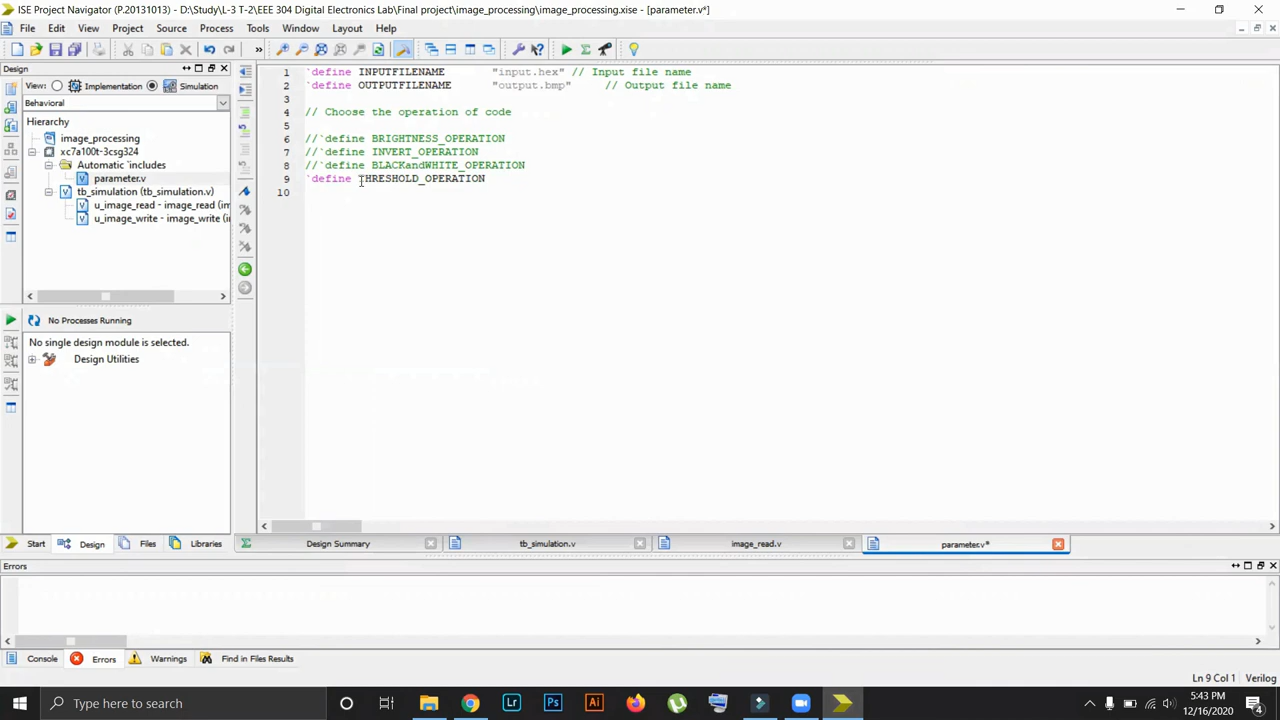 ISE Project Navigator (P.20131013) - D:\Study\L-3 T-2\EEE 304 Digital Electronics Lab\Final project\image_processing\image_processing.xise - [parameter.v*]
File Edit View Project Source Process Tools Window Layout Help
Design
View: Implementation Simulation
Behavioral
Hierarchy
image_processing
xc7a100t-3csg324
Automatic `includes
parameter.v
tb_simulation (tb_simulation.v)
u_image_read - image_read (im
u_image_write - image_write (i
No Processes Running
No single design module is selected.
Design Utilities
1 `define INPUTFILENAME "input.hex" // Input file name
2 `define OUTPUTFILENAME "output.bmp" // Output file name
3
4 // Choose the operation of code
5
6 //`define BRIGHTNESS_OPERATION
7 //`define INVERT_OPERATION
8 //`define BLACKandWHITE_OPERATION
9 `define THRESHOLD_OPERATION
10
Start Design Files Libraries
Design Summary tb_simulation.v image_read.v parameter.v*
Errors
Console Errors Warnings Find in Files Results
Ln 9 Col 1 Verilog
Type here to search
5:43 PM
12/16/2020
4